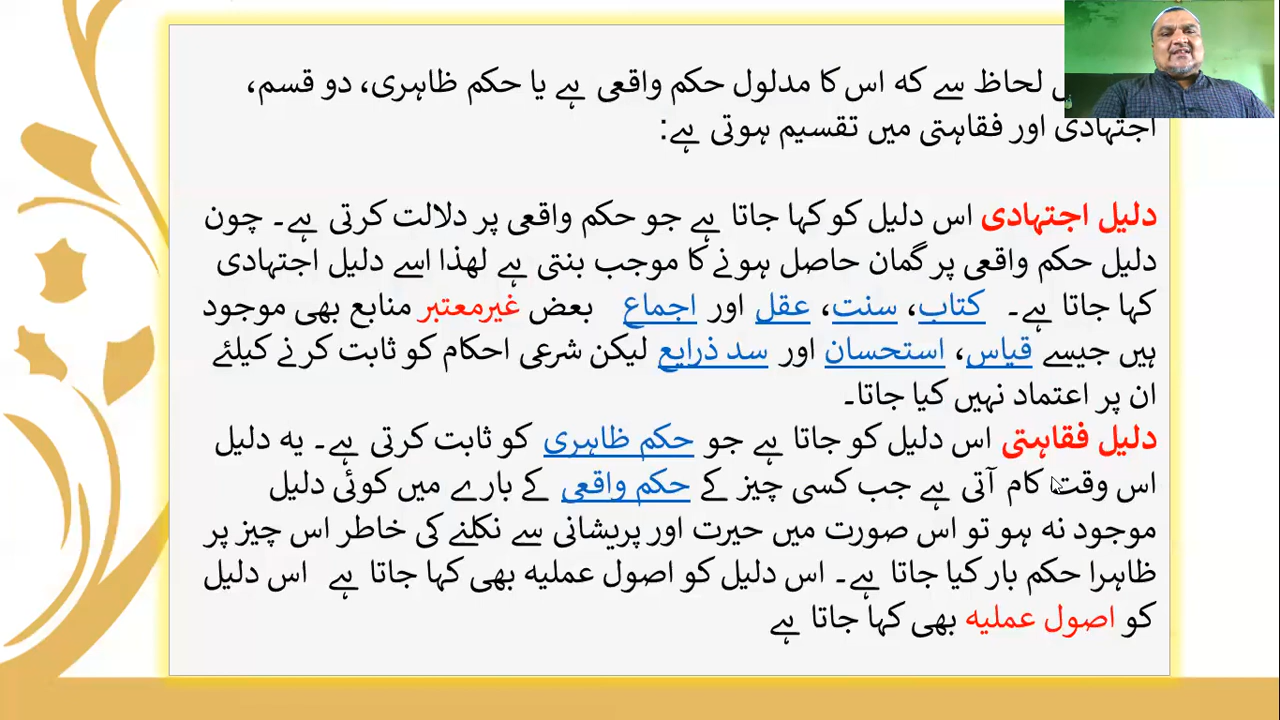 لحاظ سے که اس کا مدلول حکم واقعی ہے یا حکم ظاہری، دو قسم،
اجتهادی اور فقاہتی میں تقسیم ہوتی ہے:
دلیل اجتہادی اس دلیل کو کہا جاتا ہے جو حکم واقعی پر دلالت کرتی ہے۔ چون
دلیل حکم واقعی پر گمان حاصل ہونے کا موجب بنتی ہے لهذا اسے دلیل اجتہادی
کہا جاتا ہے۔ کتاب، سنت، عقل اور اجماع بعض غیرمعتبر منابع بھی موجود
ہیں جیسے قیاس، استحسان اور سد ذرایع لیکن شرعی احکام کو ثابت کرنے کیلئے
ان پر اعتماد نہیں کیا جاتا۔
دلیل فقاہتی اس دلیل کو جاتا ہے جو حکم ظاہری کو ثابت کرتی ہے۔ یه دلیل
اس وقت کام آتی ہے جب کسی چیز کے حکم واقعی کے بارے میں کوئی دلیل
موجود نه ہو تو اس صورت میں حیرت اور پریشانی سے نکلنے کی خاطر اس چیز پر
ظاہرا حکم بار کیا جاتا ہے۔ اس دلیل کو اصول عملیه بھی کہا جاتا ہے اس دلیل
کو اصول عملیه بھی کہا جاتا ہے